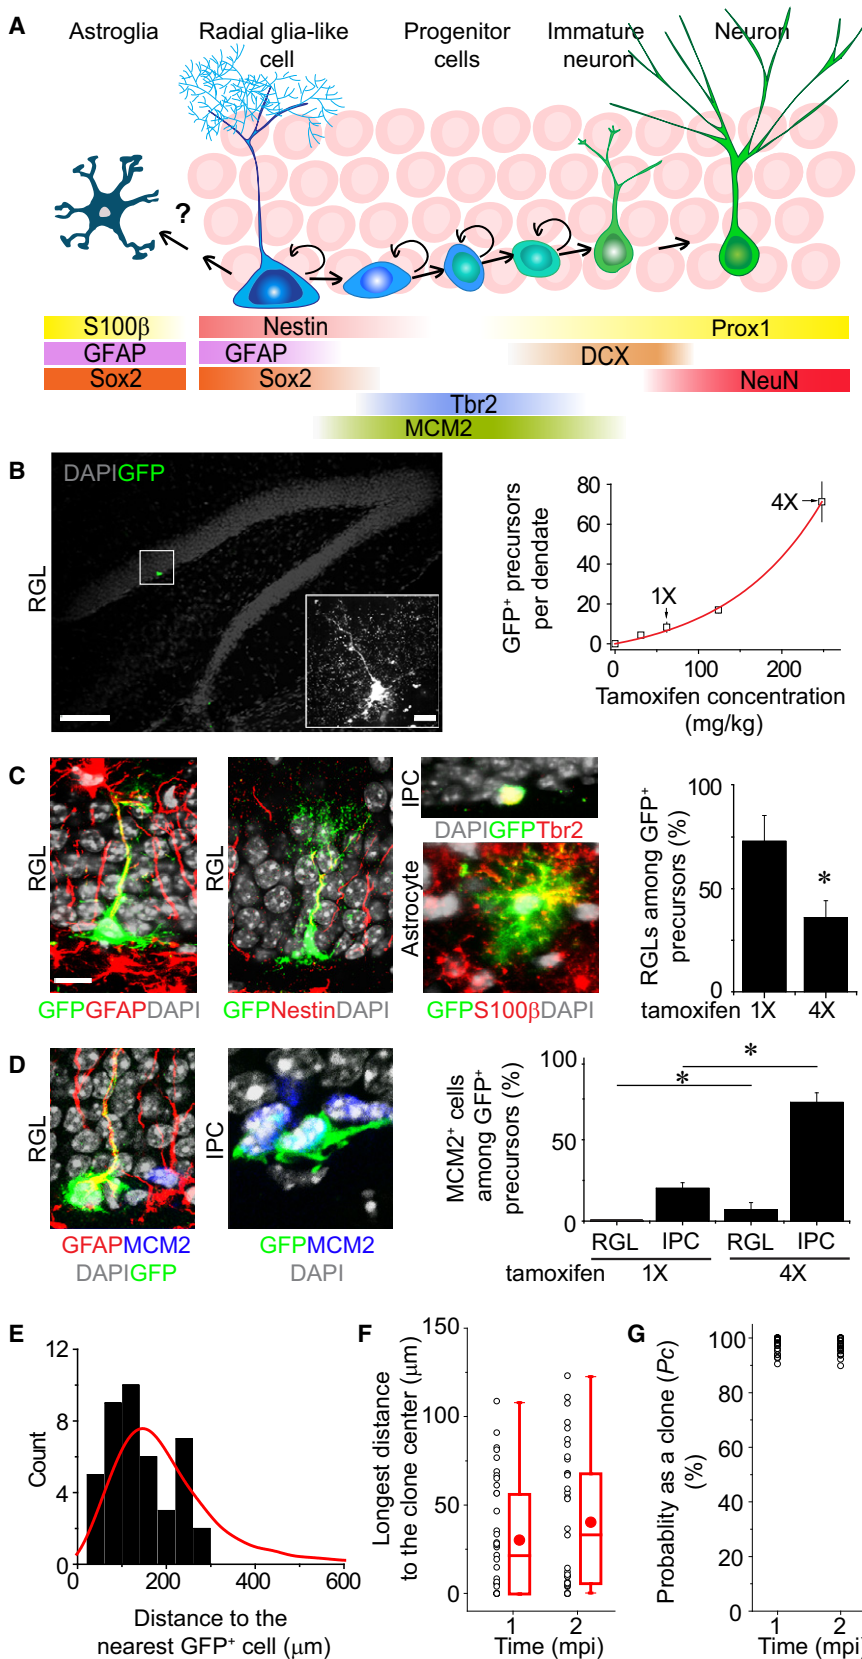 A
Astroglia
Radial glia-like
cell
Progenitor
cells
Immature
neuron
Neuron
?
S100β
Nestin
Prox1
GFAP
GFAP
DCX
Sox2
Sox2
NeuN
Tbr2
MCM2
B
RGL
DAPIGFP
GFP+ precursors
per dendate
80
60
40
20
0
4X
1X
0
100
200
Tamoxifen concentration
(mg/kg)
C
RGL
GFPGFAPDAPI
RGL
GFPNestinDAPI
IPC
DAPIGFPTbr2
Astrocyte
GFPS100βDAPI
RGLs among GFP+
precursors (%)
100
50
0
*
tamoxifen 1X 4X
D
RGL
GFAPMCM2
DAPIGFP
IPC
GFPMCM2
DAPI
MCM2+ cells
among GFP+
precursors (%)
100
50
0
*
*
RGL IPC RGL IPC
tamoxifen 1X 4X
E
Count
12
8
4
0
0 200 400 600
Distance to the
nearest GFP+ cell (μm)
F
Longest distance
to the clone center (μm)
150
100
50
0
1 2
Time (mpi)
G
Probablity as a clone (Pc)
(%)
100
80
60
40
20
0
1 2
Time (mpi)